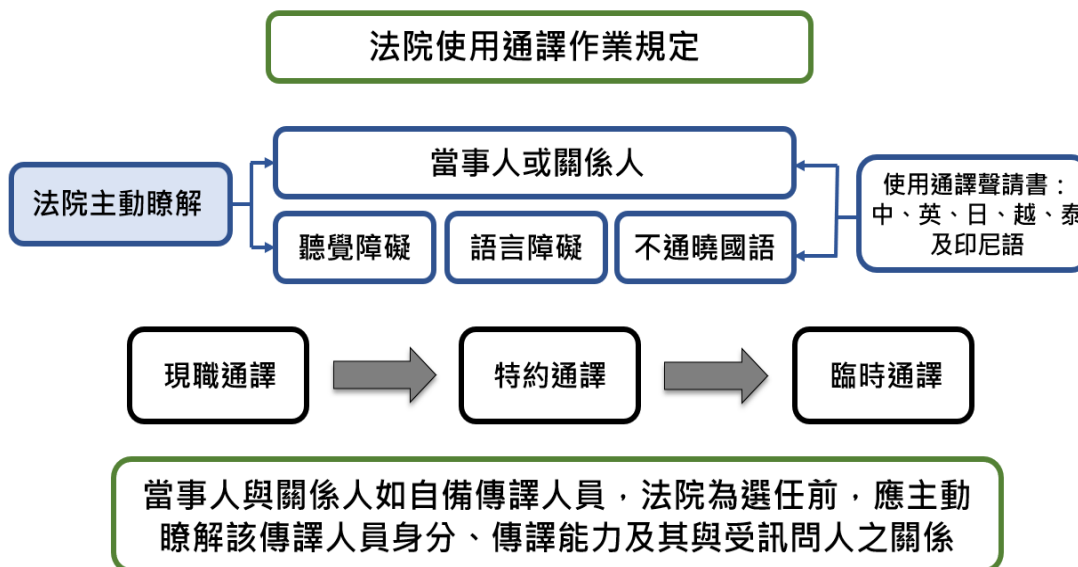 法院使用通譯作業規定
當事人或關係人
法院主動瞭解
使用通譯聲請書：
中、英、日、越、泰
及印尼語
聽覺障礙
語言障礙
不通曉國語
現職通譯
特約通譯
臨時通譯
當事人與關係人如自備傳譯人員，法院為選任前，應主動
瞭解該傳譯人員身分、傳譯能力及其與受訊問人之關係